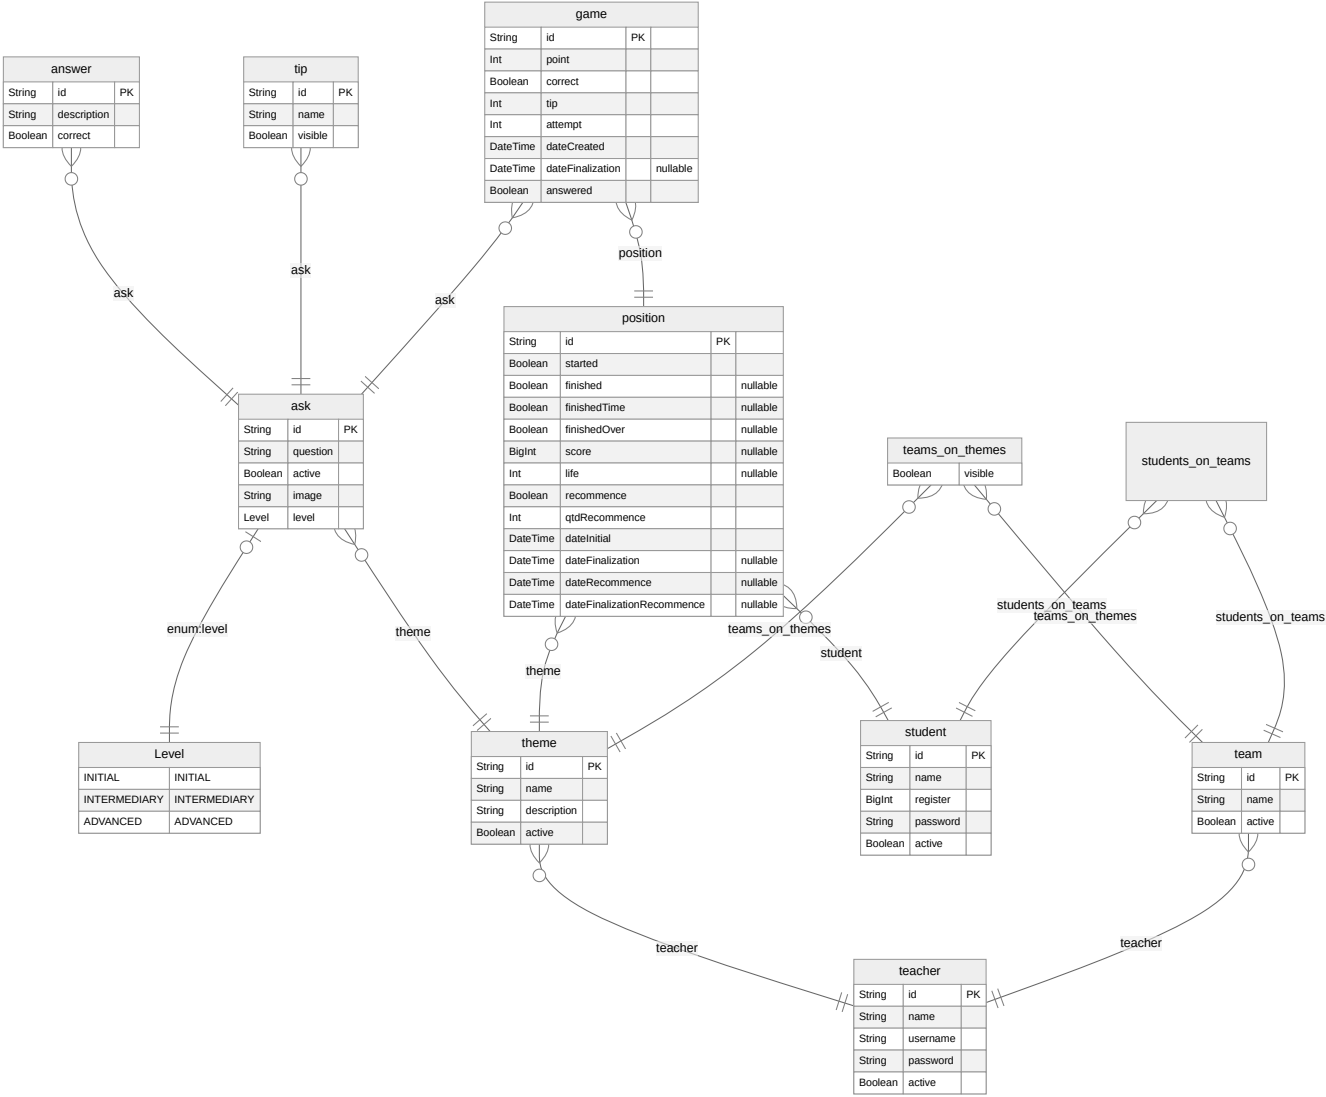 game
String id PK
Int point
Boolean correct
Int tip
Int attempt
DateTime dateCreated
DateTime dateFinalization nullable
Boolean answered
answer
String id PK
String description
Boolean correct
tip
String id PK
String name
Boolean visible
ask
ask
ask
position
position
String id PK
Boolean started
Boolean finished nullable
Boolean finishedTime nullable
Boolean finishedOver nullable
BigInt score nullable
Int life nullable
Boolean recommence
Int qtdRecommence
DateTime dateInitial
DateTime dateFinalization nullable
DateTime dateRecommence nullable
DateTime dateFinalizationRecommence nullable
ask
String id PK
String question
Boolean active
String image
Level level
teams_on_themes
Boolean visible
students_on_teams
enum:level
theme
theme
teams_on_themes
student
students_on_teams
teams_on_themes
students_on_teams
Level
INITIAL INITIAL
INTERMEDIARY INTERMEDIARY
ADVANCED ADVANCED
theme
String id PK
String name
String description
Boolean active
student
String id PK
String name
BigInt register
String password
Boolean active
team
String id PK
String name
Boolean active
teacher
teacher
teacher
String id PK
String name
String username
String password
Boolean active